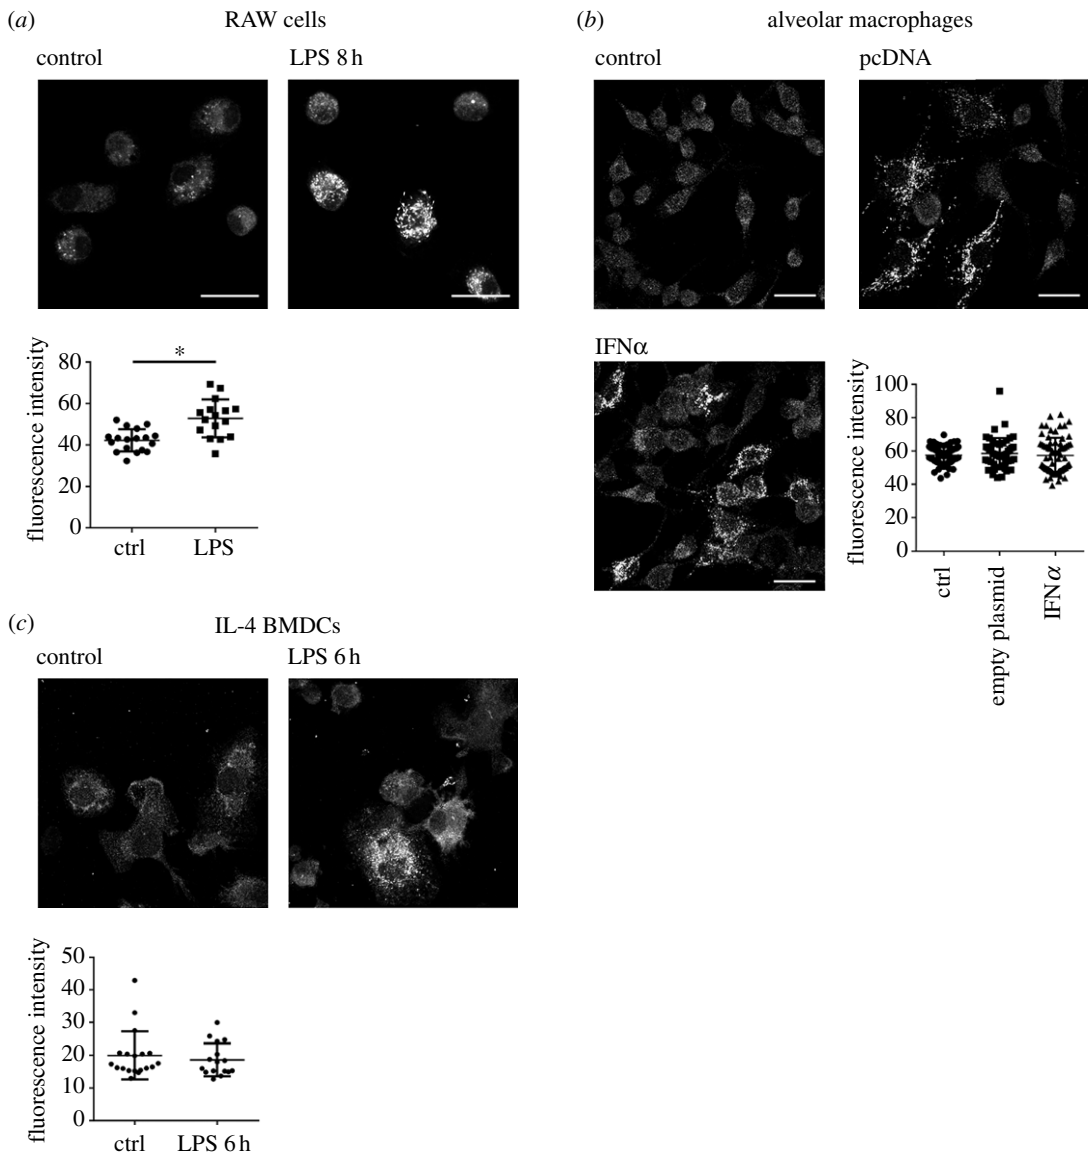 (a) RAW cells
control LPS 8 h
fluorescence intensity
80
60
40
20
0
*
ctrl LPS
(b) alveolar macrophages
control pcDNA
IFNα
fluorescence intensity
100
80
60
40
20
0
ctrl
empty plasmid
IFNα
(c) IL-4 BMDCs
control LPS 6 h
fluorescence intensity
50
40
30
20
10
0
ctrl LPS 6 h